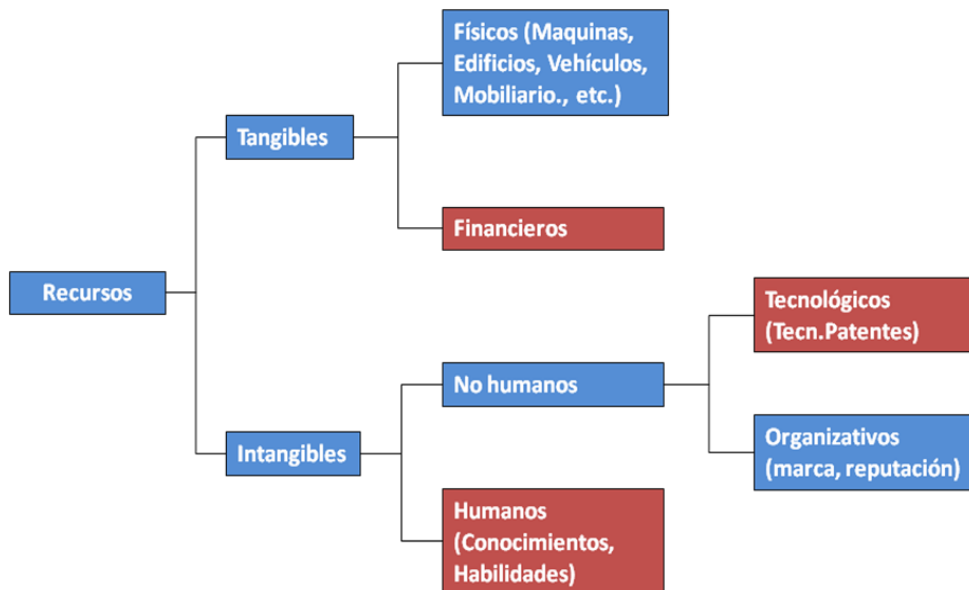 Físicos (Maquinas,
Edificios, Vehículos,
Mobiliario., etc.)
Tangibles
Financieros
Recursos
Tecnológicos
(Tecn.Patentes)
No humanos
Organizativos
(marca, reputación)
Intangibles
Humanos
(Conocimientos,
Habilidades)